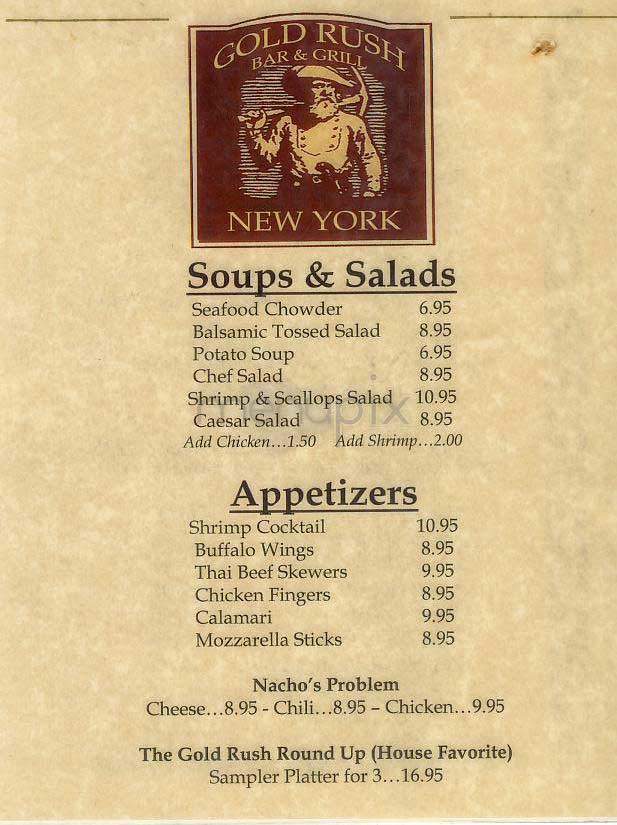 GOLD RUSH
BAR & GRILL
NEW YORK
Soups & Salads
Seafood Chowder 6.95
Balsamic Tossed Salad 8.95
Potato Soup 6.95
Chef Salad 8.95
Shrimp & Scallops Salad 10.95
menupix
Caesar Salad 8.95
Add Chicken...1.50 Add Shrimp...2.00
Appetizers
Shrimp Cocktail 10.95
Buffalo Wings 8.95
Thai Beef Skewers 9.95
Chicken Fingers 8.95
Calamari 9.95
Mozzarella Sticks 8.95
Nacho's Problem
Cheese...8.95 - Chili...8.95 – Chicken...9.95
The Gold Rush Round Up (House Favorite)
Sampler Platter for 3...16.95